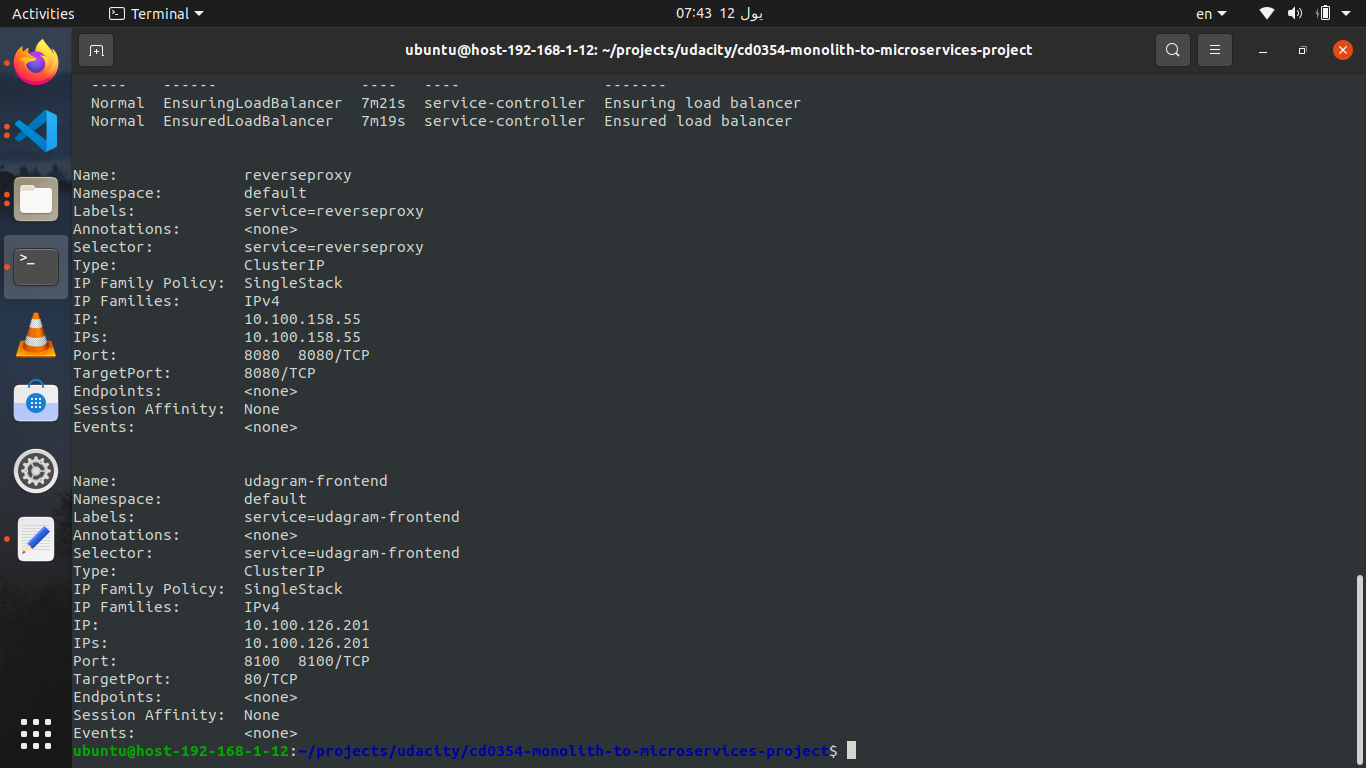 Activities Terminal 07:43 12 يول en
ubuntu@host-192-168-1-12: ~/projects/udacity/cd0354-monolith-to-microservices-project
  ----    ------                ----   ----                -------
  Normal  EnsuringLoadBalancer  7m21s  service-controller  Ensuring load balancer
  Normal  EnsuredLoadBalancer   7m19s  service-controller  Ensured load balancer
Name:              reverseproxy
Namespace:         default
Labels:            service=reverseproxy
Annotations:       <none>
Selector:          service=reverseproxy
Type:              ClusterIP
IP Family Policy:  SingleStack
IP Families:       IPv4
IP:                10.100.158.55
IPs:               10.100.158.55
Port:              8080  8080/TCP
TargetPort:        8080/TCP
Endpoints:         <none>
Session Affinity:  None
Events:            <none>
Name:              udagram-frontend
Namespace:         default
Labels:            service=udagram-frontend
Annotations:       <none>
Selector:          service=udagram-frontend
Type:              ClusterIP
IP Family Policy:  SingleStack
IP Families:       IPv4
IP:                10.100.126.201
IPs:               10.100.126.201
Port:              8100  8100/TCP
TargetPort:        80/TCP
Endpoints:         <none>
Session Affinity:  None
Events:            <none>
ubuntu@host-192-168-1-12:~/projects/udacity/cd0354-monolith-to-microservices-project$